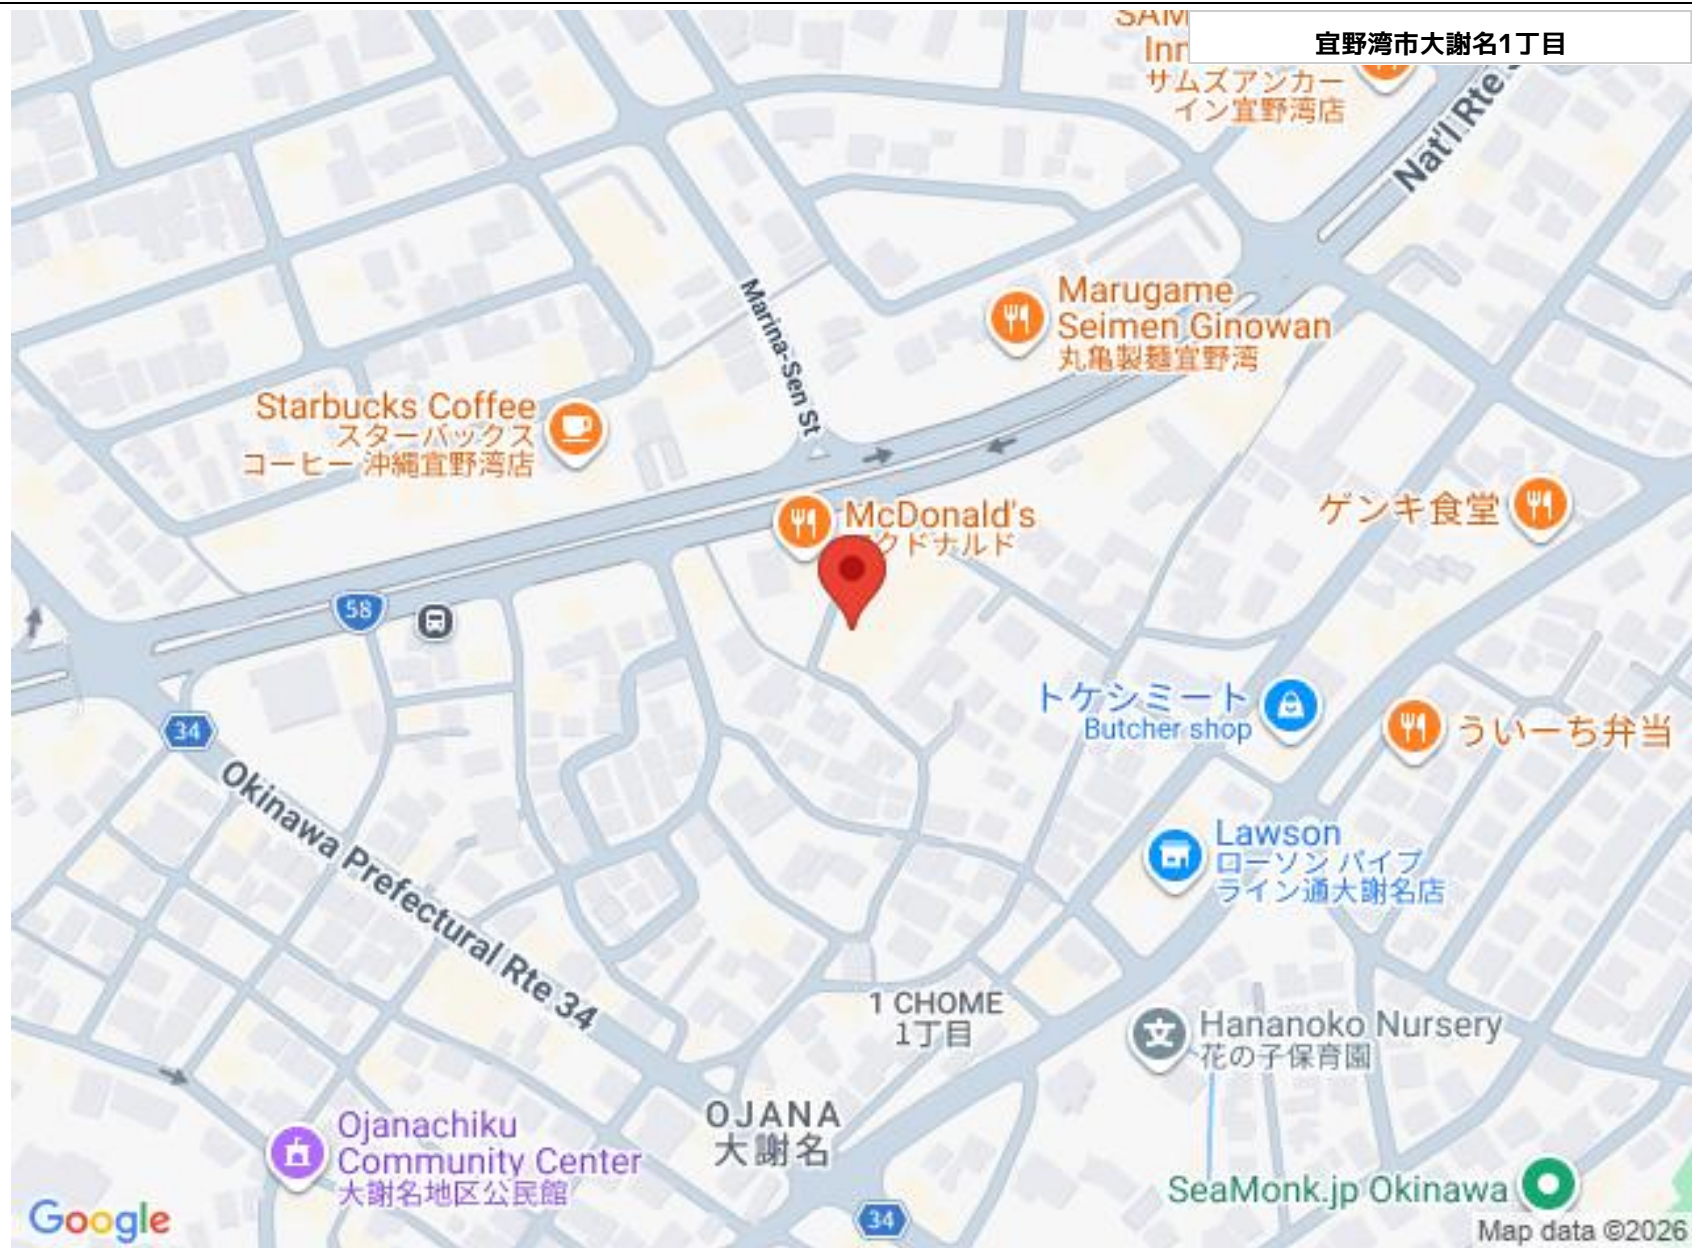 SAM
Inn
サムズアンカー
イン宜野湾店
宜野湾市大謝名1丁目
Nat'l Rte
Marina-Sen St
Marugame
Seimen Ginowan
丸亀製麺宜野湾
Starbucks Coffee
スターバックス
コーヒー 沖縄宜野湾店
McDonald's
クドナルド
ゲンキ食堂
58
34
Okinawa Prefectural Rte 34
トケシミート
Butcher shop
ういーち弁当
Lawson
ローソン パイプ
ライン通大謝名店
1 CHOME
1丁目
文
Hananoko Nursery
花の子保育園
OJANA
大謝名
Ojanachiku
Community Center
大謝名地区公民館
SeaMonk.jp Okinawa
34
Google
Map data ©2026